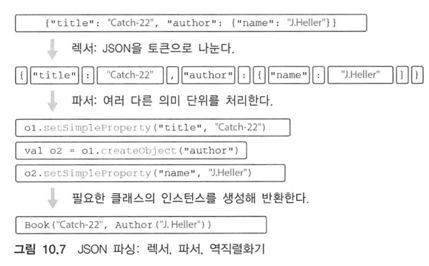 {"title": "Catch-22", "author": {"name": "J.Heller"}}
렉서: JSON을 토큰으로 나눈다.
{ "title" : "Catch-22" , "author" : { "name" : "J.Heller" ] }
파서: 여러 다른 의미 단위를 처리한다.
o1.setSimpleProperty("title", "Catch-22")
val o2 = o1.createObject("author")
o2.setSimpleProperty("name", "J.Heller")
필요한 클래스의 인스턴스를 생성해 반환한다.
Book("Catch-22", Author("J. Heller"))
그림 10.7 JSON 파싱: 렉서, 파서, 역직렬화기